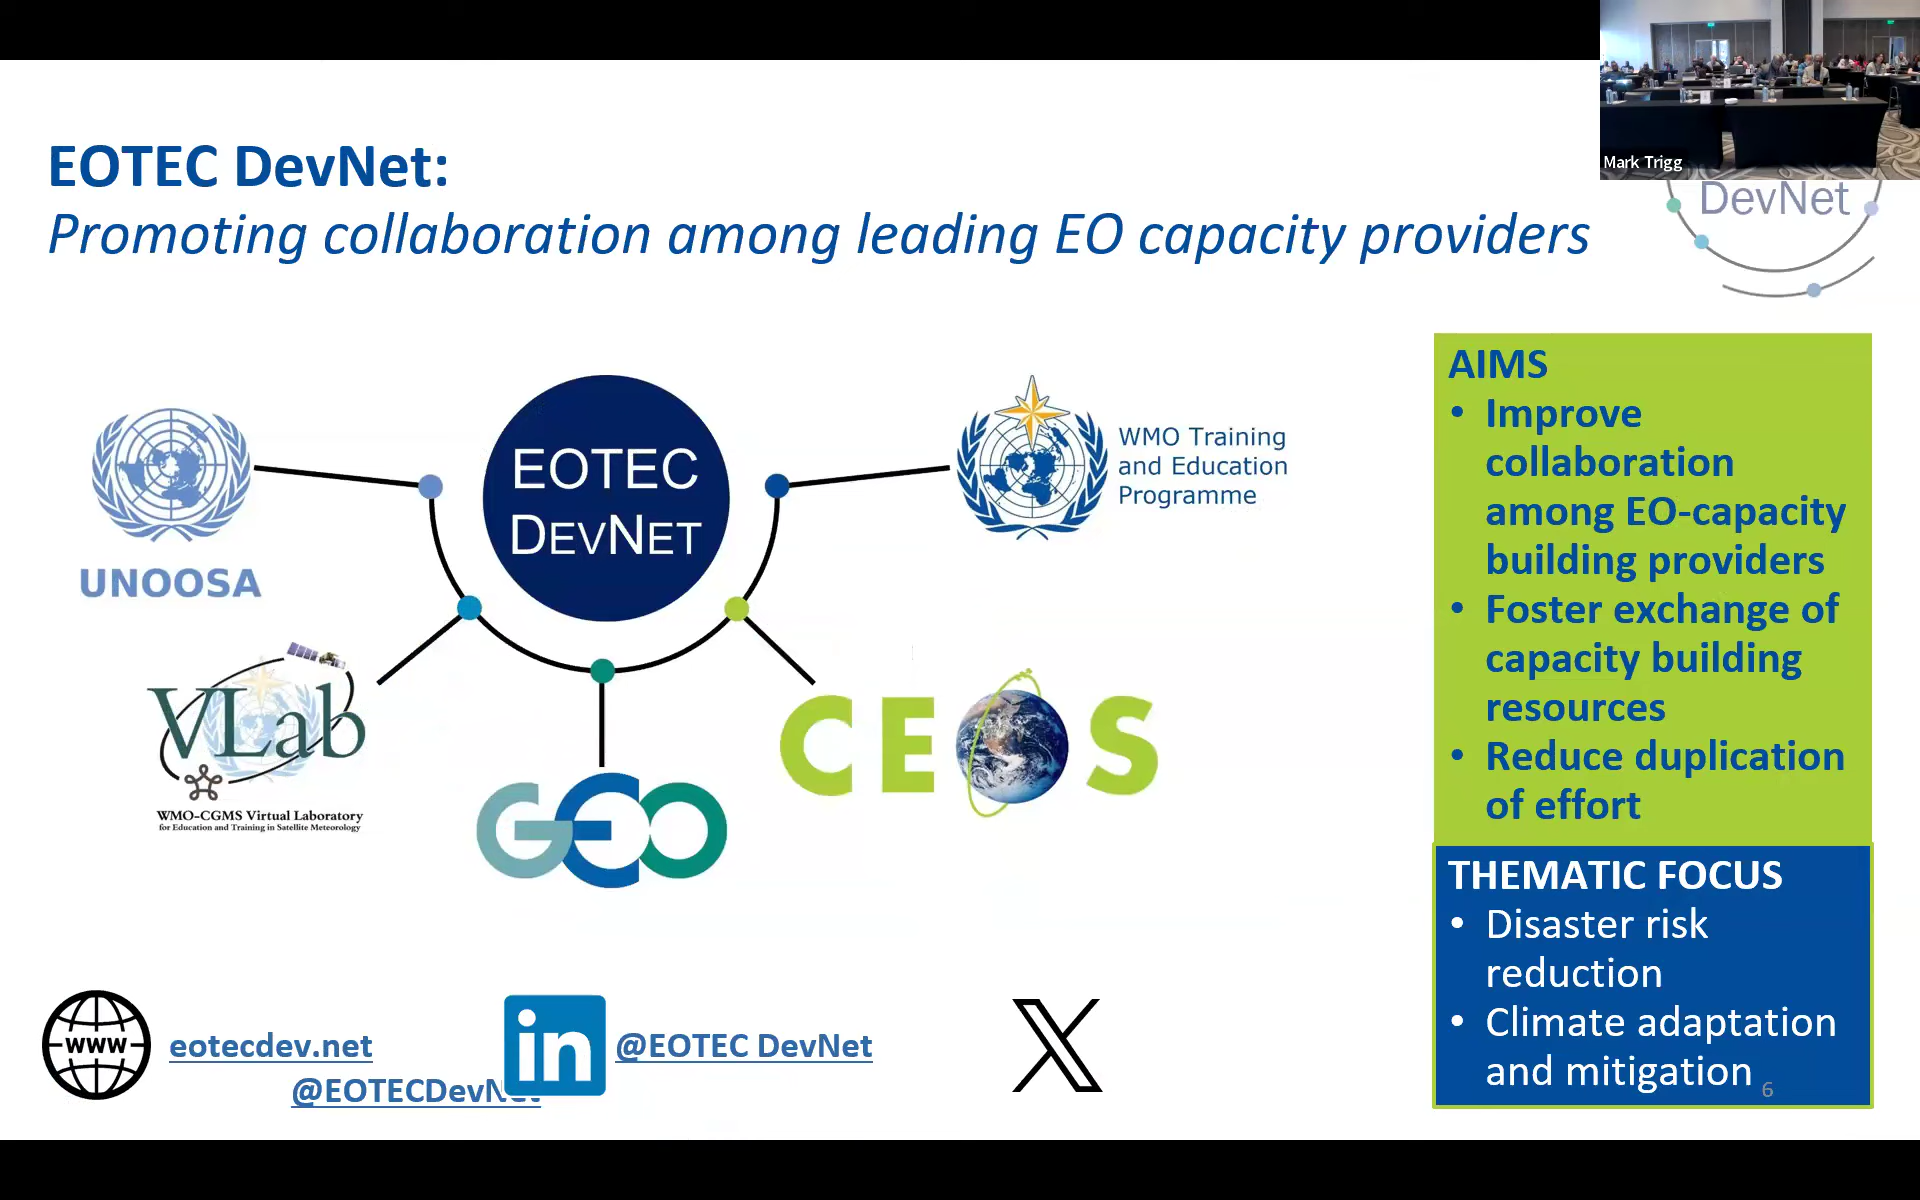 Mark Trigg
DevNet
EOTEC DevNet:
Promoting collaboration among leading EO capacity providers
EOTEC
DEVNET
UNOOSA
WMO Training
and Education
Programme
VLab
WMO-CGMS Virtual Laboratory
for Education and Training in Satellite Meteorology
GEO
CEOS
AIMS
• Improve
collaboration
among EO-capacity
building providers
• Foster exchange of
capacity building
resources
• Reduce duplication
of effort
THEMATIC FOCUS
• Disaster risk
reduction
• Climate adaptation
and mitigation
6
www
eotecdev.net
in
@EOTEC DevNet
X
@EOTECDevNet